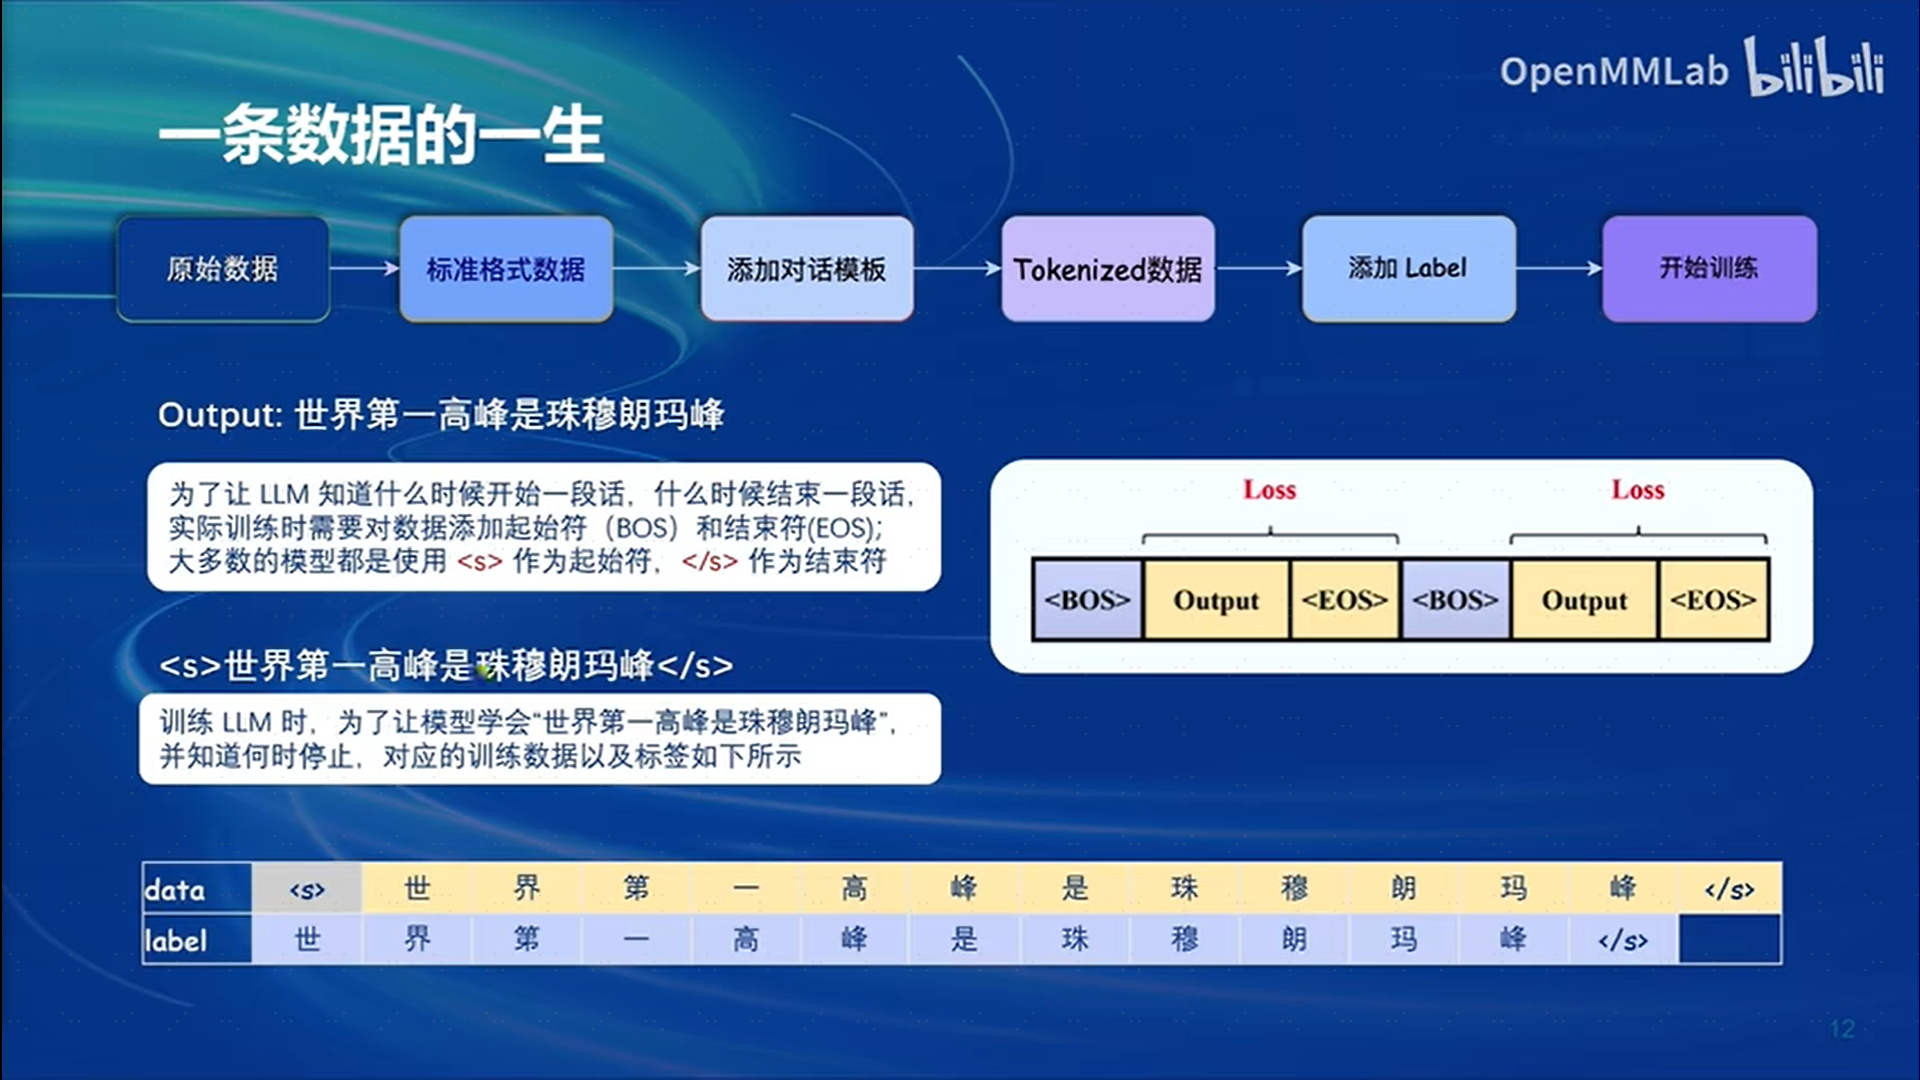 OpenMMLab bilibili
一条数据的一生
原始数据
标准格式数据
添加对话模板
Tokenized数据
添加 Label
开始训练
Output: 世界第一高峰是珠穆朗玛峰
为了让 LLM 知道什么时候开始一段话，什么时候结束一段话，
实际训练时需要对数据添加起始符（BOS）和结束符(EOS);
大多数的模型都是使用 <s> 作为起始符，</s> 作为结束符
Loss Loss
<BOS> Output <EOS> <BOS> Output <EOS>
<s>世界第一高峰是珠穆朗玛峰</s>
训练 LLM 时，为了让模型学会“世界第一高峰是珠穆朗玛峰”，
并知道何时停止，对应的训练数据以及标签如下所示
data <s> 世 界 第 一 高 峰 是 珠 穆 朗 玛 峰 </s>
label 世 界 第 一 高 峰 是 珠 穆 朗 玛 峰 </s>
12